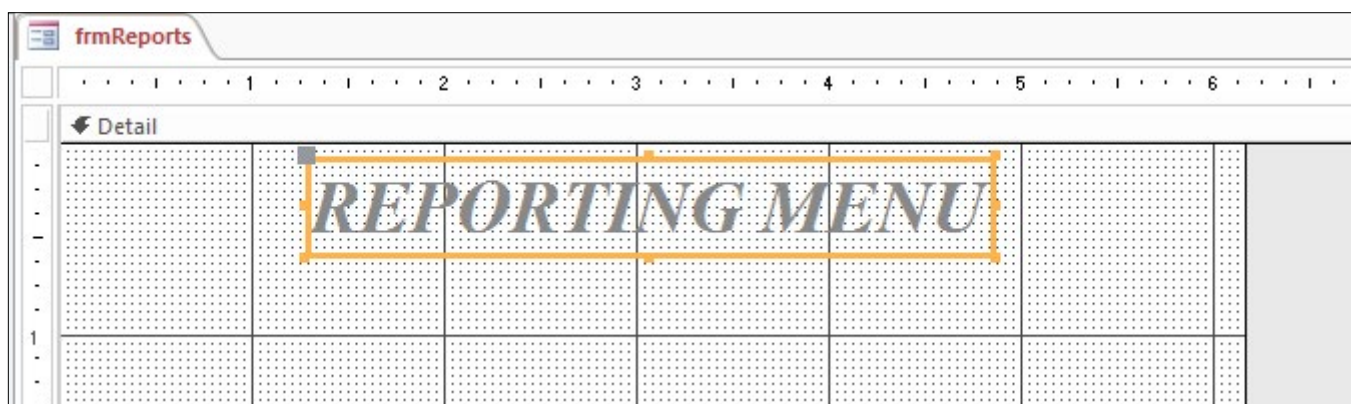 frmReports
1 2 3 4 5 6
Detail
REPORTING MENU
1